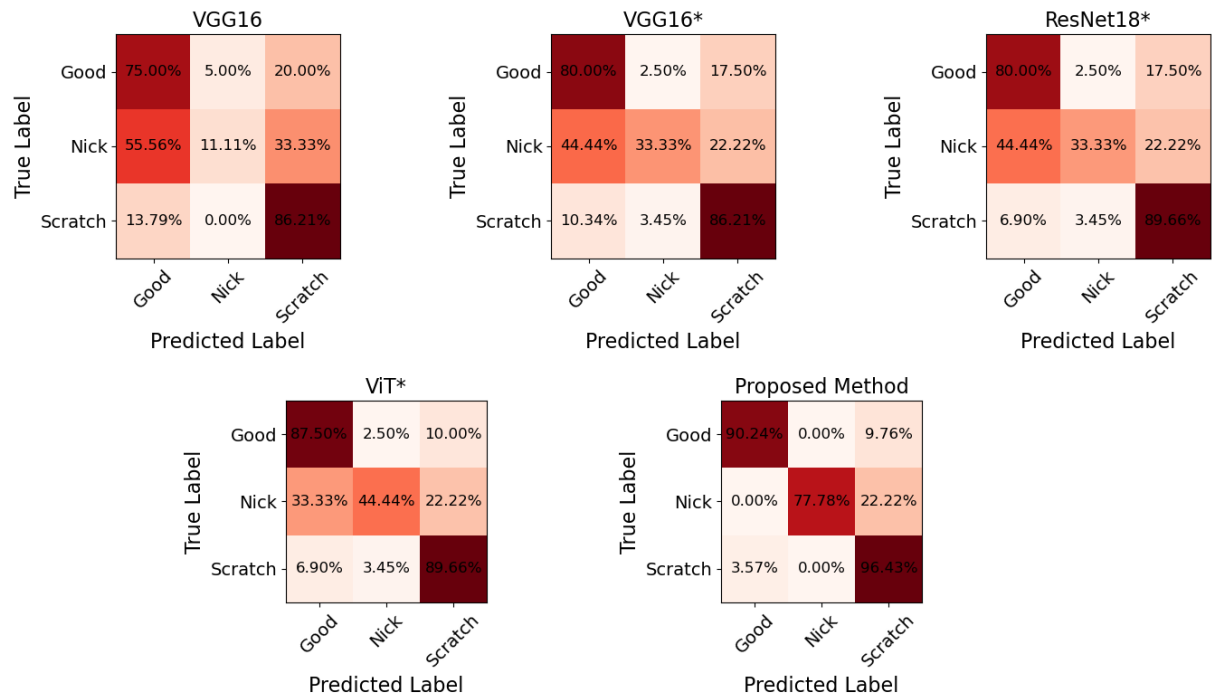 VGG16
VGG16*
ResNet18*
True Label
Good
75.00% 5.00% 20.00%
Nick
55.56% 11.11% 33.33%
Scratch
13.79% 0.00% 86.21%
Good Nick Scratch
Predicted Label
True Label
Good
80.00% 2.50% 17.50%
Nick
44.44% 33.33% 22.22%
Scratch
10.34% 3.45% 86.21%
Good Nick Scratch
Predicted Label
True Label
Good
80.00% 2.50% 17.50%
Nick
44.44% 33.33% 22.22%
Scratch
6.90% 3.45% 89.66%
Good Nick Scratch
Predicted Label
ViT*
True Label
Good
87.50% 2.50% 10.00%
Nick
33.33% 44.44% 22.22%
Scratch
6.90% 3.45% 89.66%
Good Nick Scratch
Predicted Label
Proposed Method
True Label
Good
90.24% 0.00% 9.76%
Nick
0.00% 77.78% 22.22%
Scratch
3.57% 0.00% 96.43%
Good Nick Scratch
Predicted Label